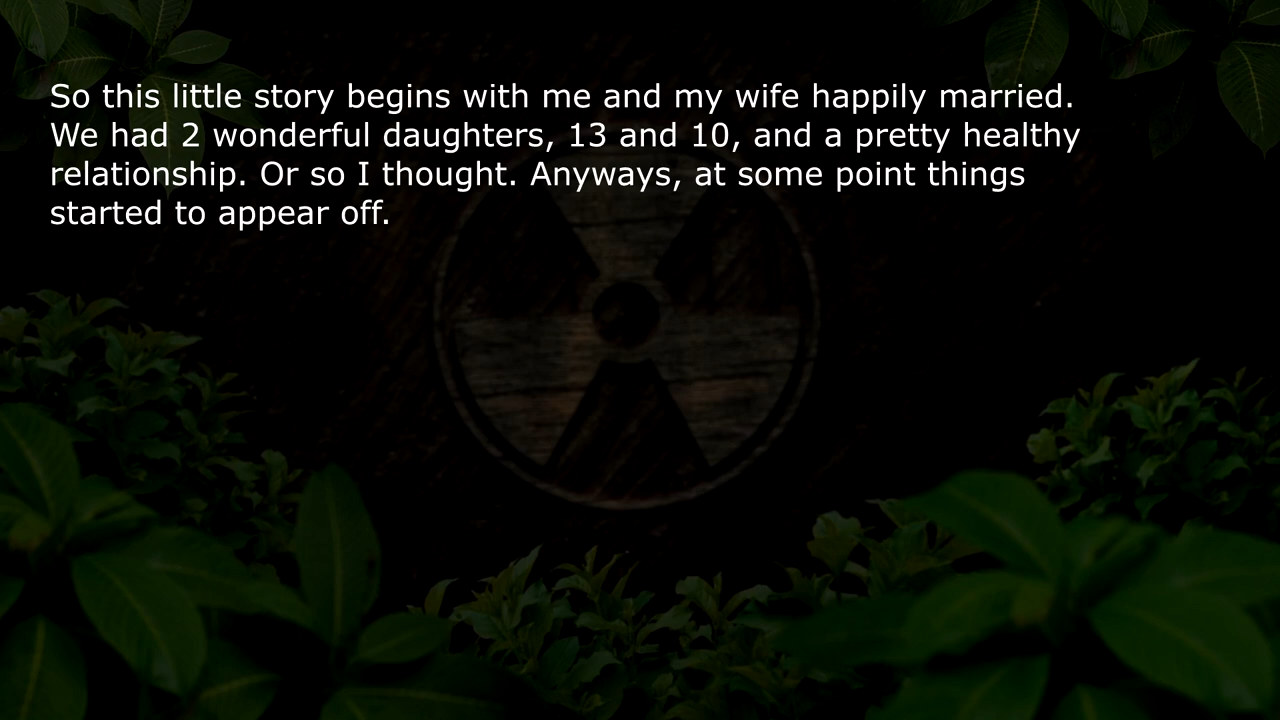 So this little story begins with me and my wife happily married.
We had 2 wonderful daughters, 13 and 10, and a pretty healthy
relationship. Or so I thought. Anyways, at some point things
started to appear off.